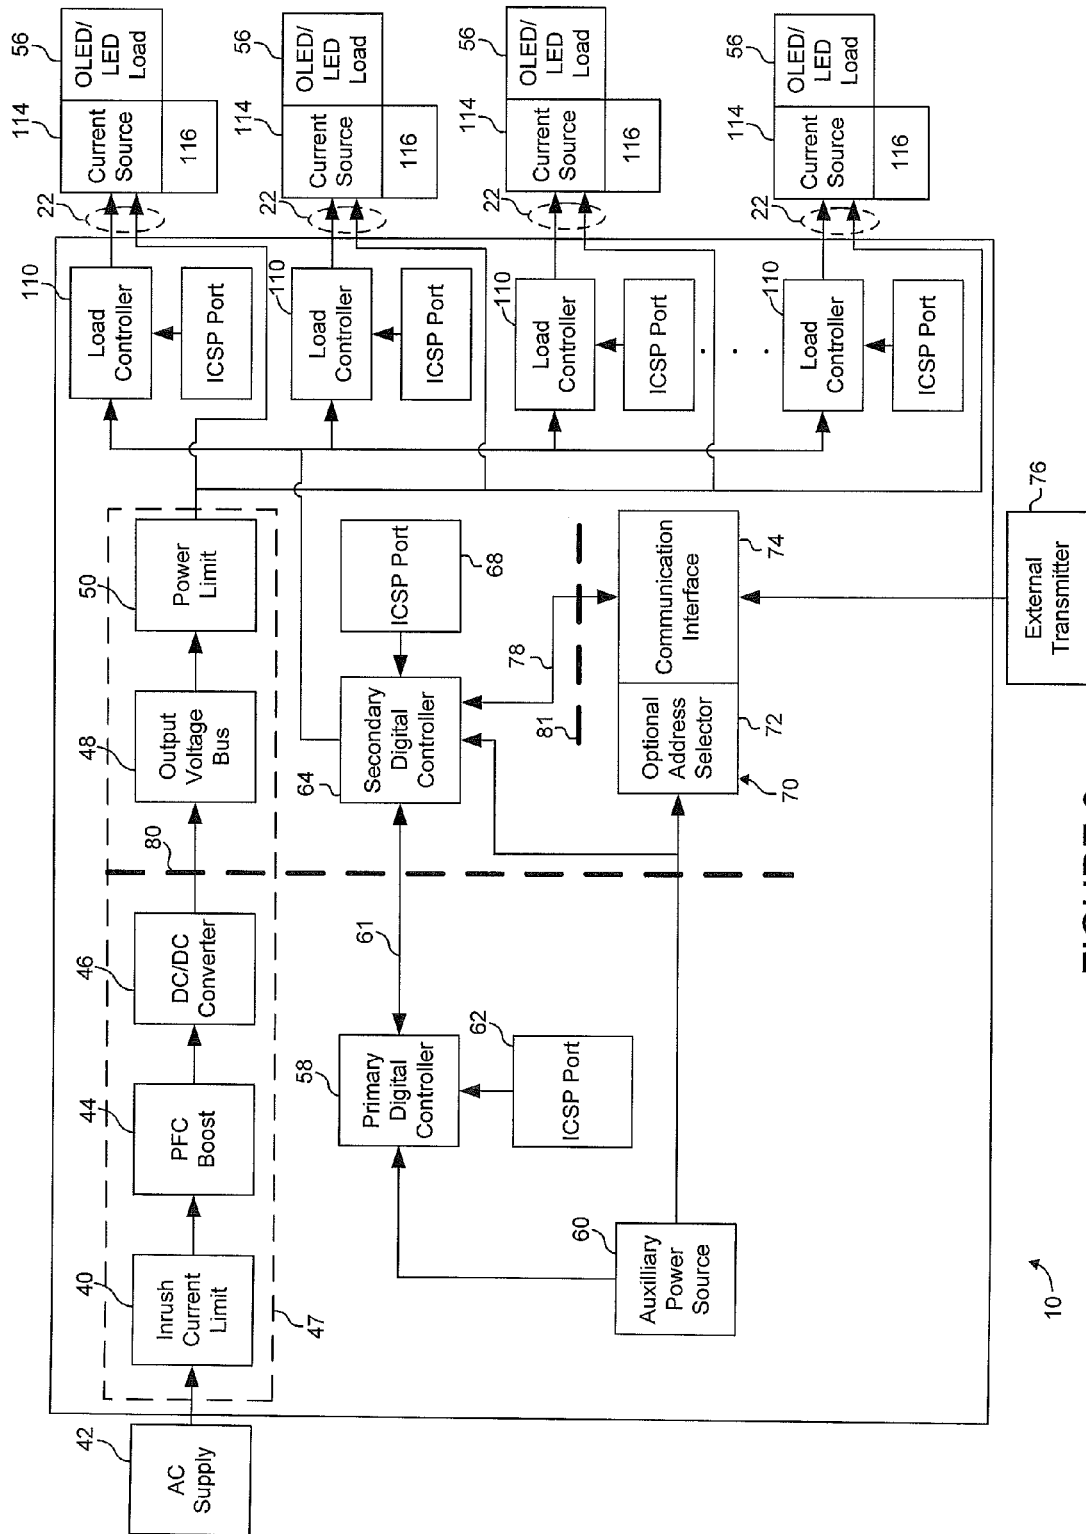 42
AC
Supply
40
Inrush
Current
Limit
44
PFC
Boost
46
DC/DC
Converter
47
80
48
Output
Voltage
Bus
50
Power
Limit
110
Load
Controller
ICSP Port
22
114
Current
Source
116
56
OLED/
LED
Load
58
Primary
Digital
Controller
62
ICSP Port
61
64
Secondary
Digital
Controller
ICSP Port
68
110
Load
Controller
ICSP Port
22
114
Current
Source
116
56
OLED/
LED
Load
60
Auxilliary
Power
Source
78
81
Optional
Address
Selector
72
70
Communication
Interface
74
110
Load
Controller
ICSP Port
22
114
Current
Source
116
56
OLED/
LED
Load
. . . .
110
Load
Controller
ICSP Port
22
114
Current
Source
116
56
OLED/
LED
Load
76
External
Transmitter
10
FIGURE